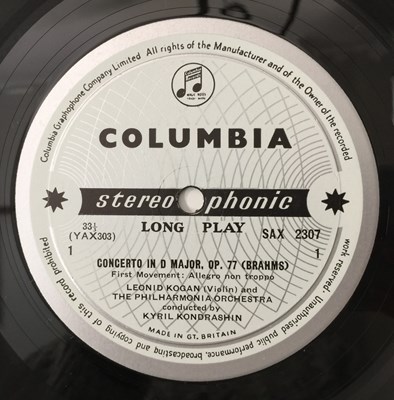 Columbia Graphophone Company Limited All rights of the Manufacturer and of the Owner of the recorded
COLUMBIA
stereophonic
33⅓ LONG PLAY SAX 2307
(YAX303)
1 1
CONCERTO IN D MAJOR, OP. 77 (BRAHMS)
First Movement: Allegro non troppo
LEONID KOGAN (Violin) and
THE PHILHARMONIA ORCHESTRA
conducted by
KYRIL KONDRASHIN
MADE IN GT. BRITAIN
work reserved. Unauthorised public performance, broadcasting and copying of this record prohibited